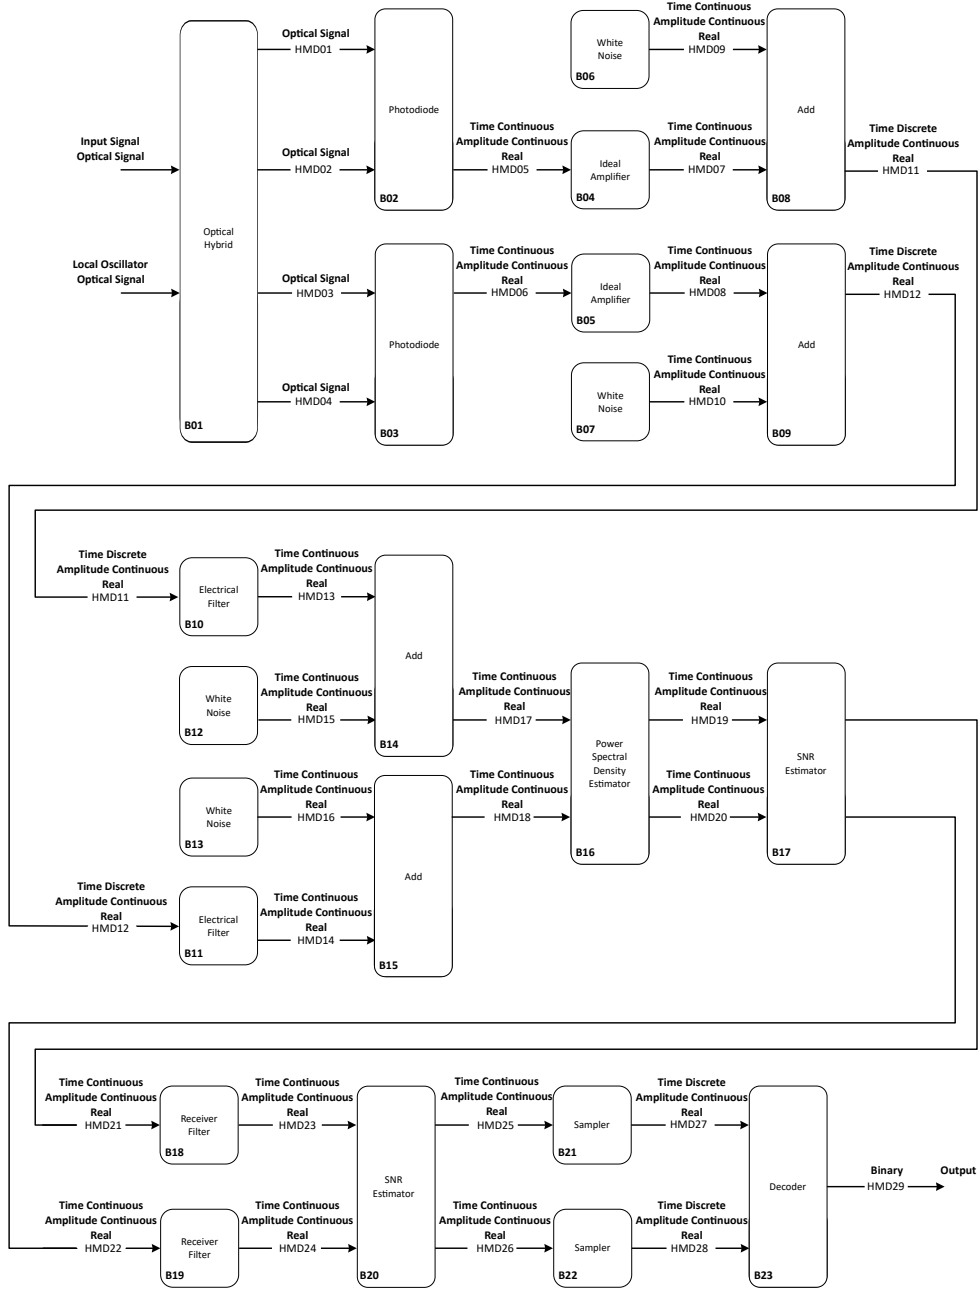 Input Signal
Optical Signal
Local Oscillator
Optical Signal
Optical
Hybrid
B01
Optical Signal
HMD01
Optical Signal
HMD02
Optical Signal
HMD03
Optical Signal
HMD04
Photodiode
B02
Photodiode
B03
Time Continuous
Amplitude Continuous
Real
HMD05
Time Continuous
Amplitude Continuous
Real
HMD06
White
Noise
B06
Ideal
Amplifier
B04
Ideal
Amplifier
B05
White
Noise
B07
Time Continuous
Amplitude Continuous
Real
HMD09
Time Continuous
Amplitude Continuous
Real
HMD07
Time Continuous
Amplitude Continuous
Real
HMD08
Time Continuous
Amplitude Continuous
Real
HMD10
Add
B08
Add
B09
Time Discrete
Amplitude Continuous
Real
HMD11
Time Discrete
Amplitude Continuous
Real
HMD12
Time Discrete
Amplitude Continuous
Real
HMD11
Electrical
Filter
B10
Time Continuous
Amplitude Continuous
Real
HMD13
White
Noise
B12
Time Continuous
Amplitude Continuous
Real
HMD15
Add
B14
White
Noise
B13
Time Continuous
Amplitude Continuous
Real
HMD16
Time Discrete
Amplitude Continuous
Real
HMD12
Electrical
Filter
B11
Time Continuous
Amplitude Continuous
Real
HMD14
Add
B15
Time Continuous
Amplitude Continuous
Real
HMD17
Time Continuous
Amplitude Continuous
Real
HMD18
Power
Spectral
Density
Estimator
B16
Time Continuous
Amplitude Continuous
Real
HMD19
Time Continuous
Amplitude Continuous
Real
HMD20
SNR
Estimator
B17
Time Continuous
Amplitude Continuous
Real
HMD21
Receiver
Filter
B18
Time Continuous
Amplitude Continuous
Real
HMD23
Time Continuous
Amplitude Continuous
Real
HMD22
Receiver
Filter
B19
Time Continuous
Amplitude Continuous
Real
HMD24
SNR
Estimator
B20
Time Continuous
Amplitude Continuous
Real
HMD25
Time Continuous
Amplitude Continuous
Real
HMD26
Sampler
B21
Sampler
B22
Time Discrete
Amplitude Continuous
Real
HMD27
Time Discrete
Amplitude Continuous
Real
HMD28
Decoder
B23
Binary
HMD29
Output